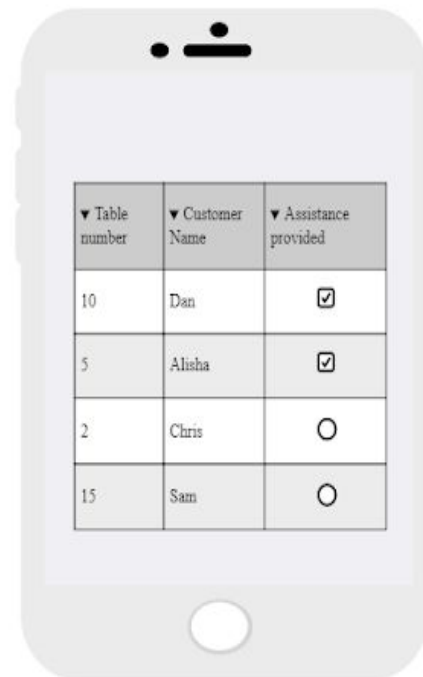 ▼ Table number
▼ Customer Name
▼ Assistance provided
10 Dan
5 Alisha
2 Chris
15 Sam